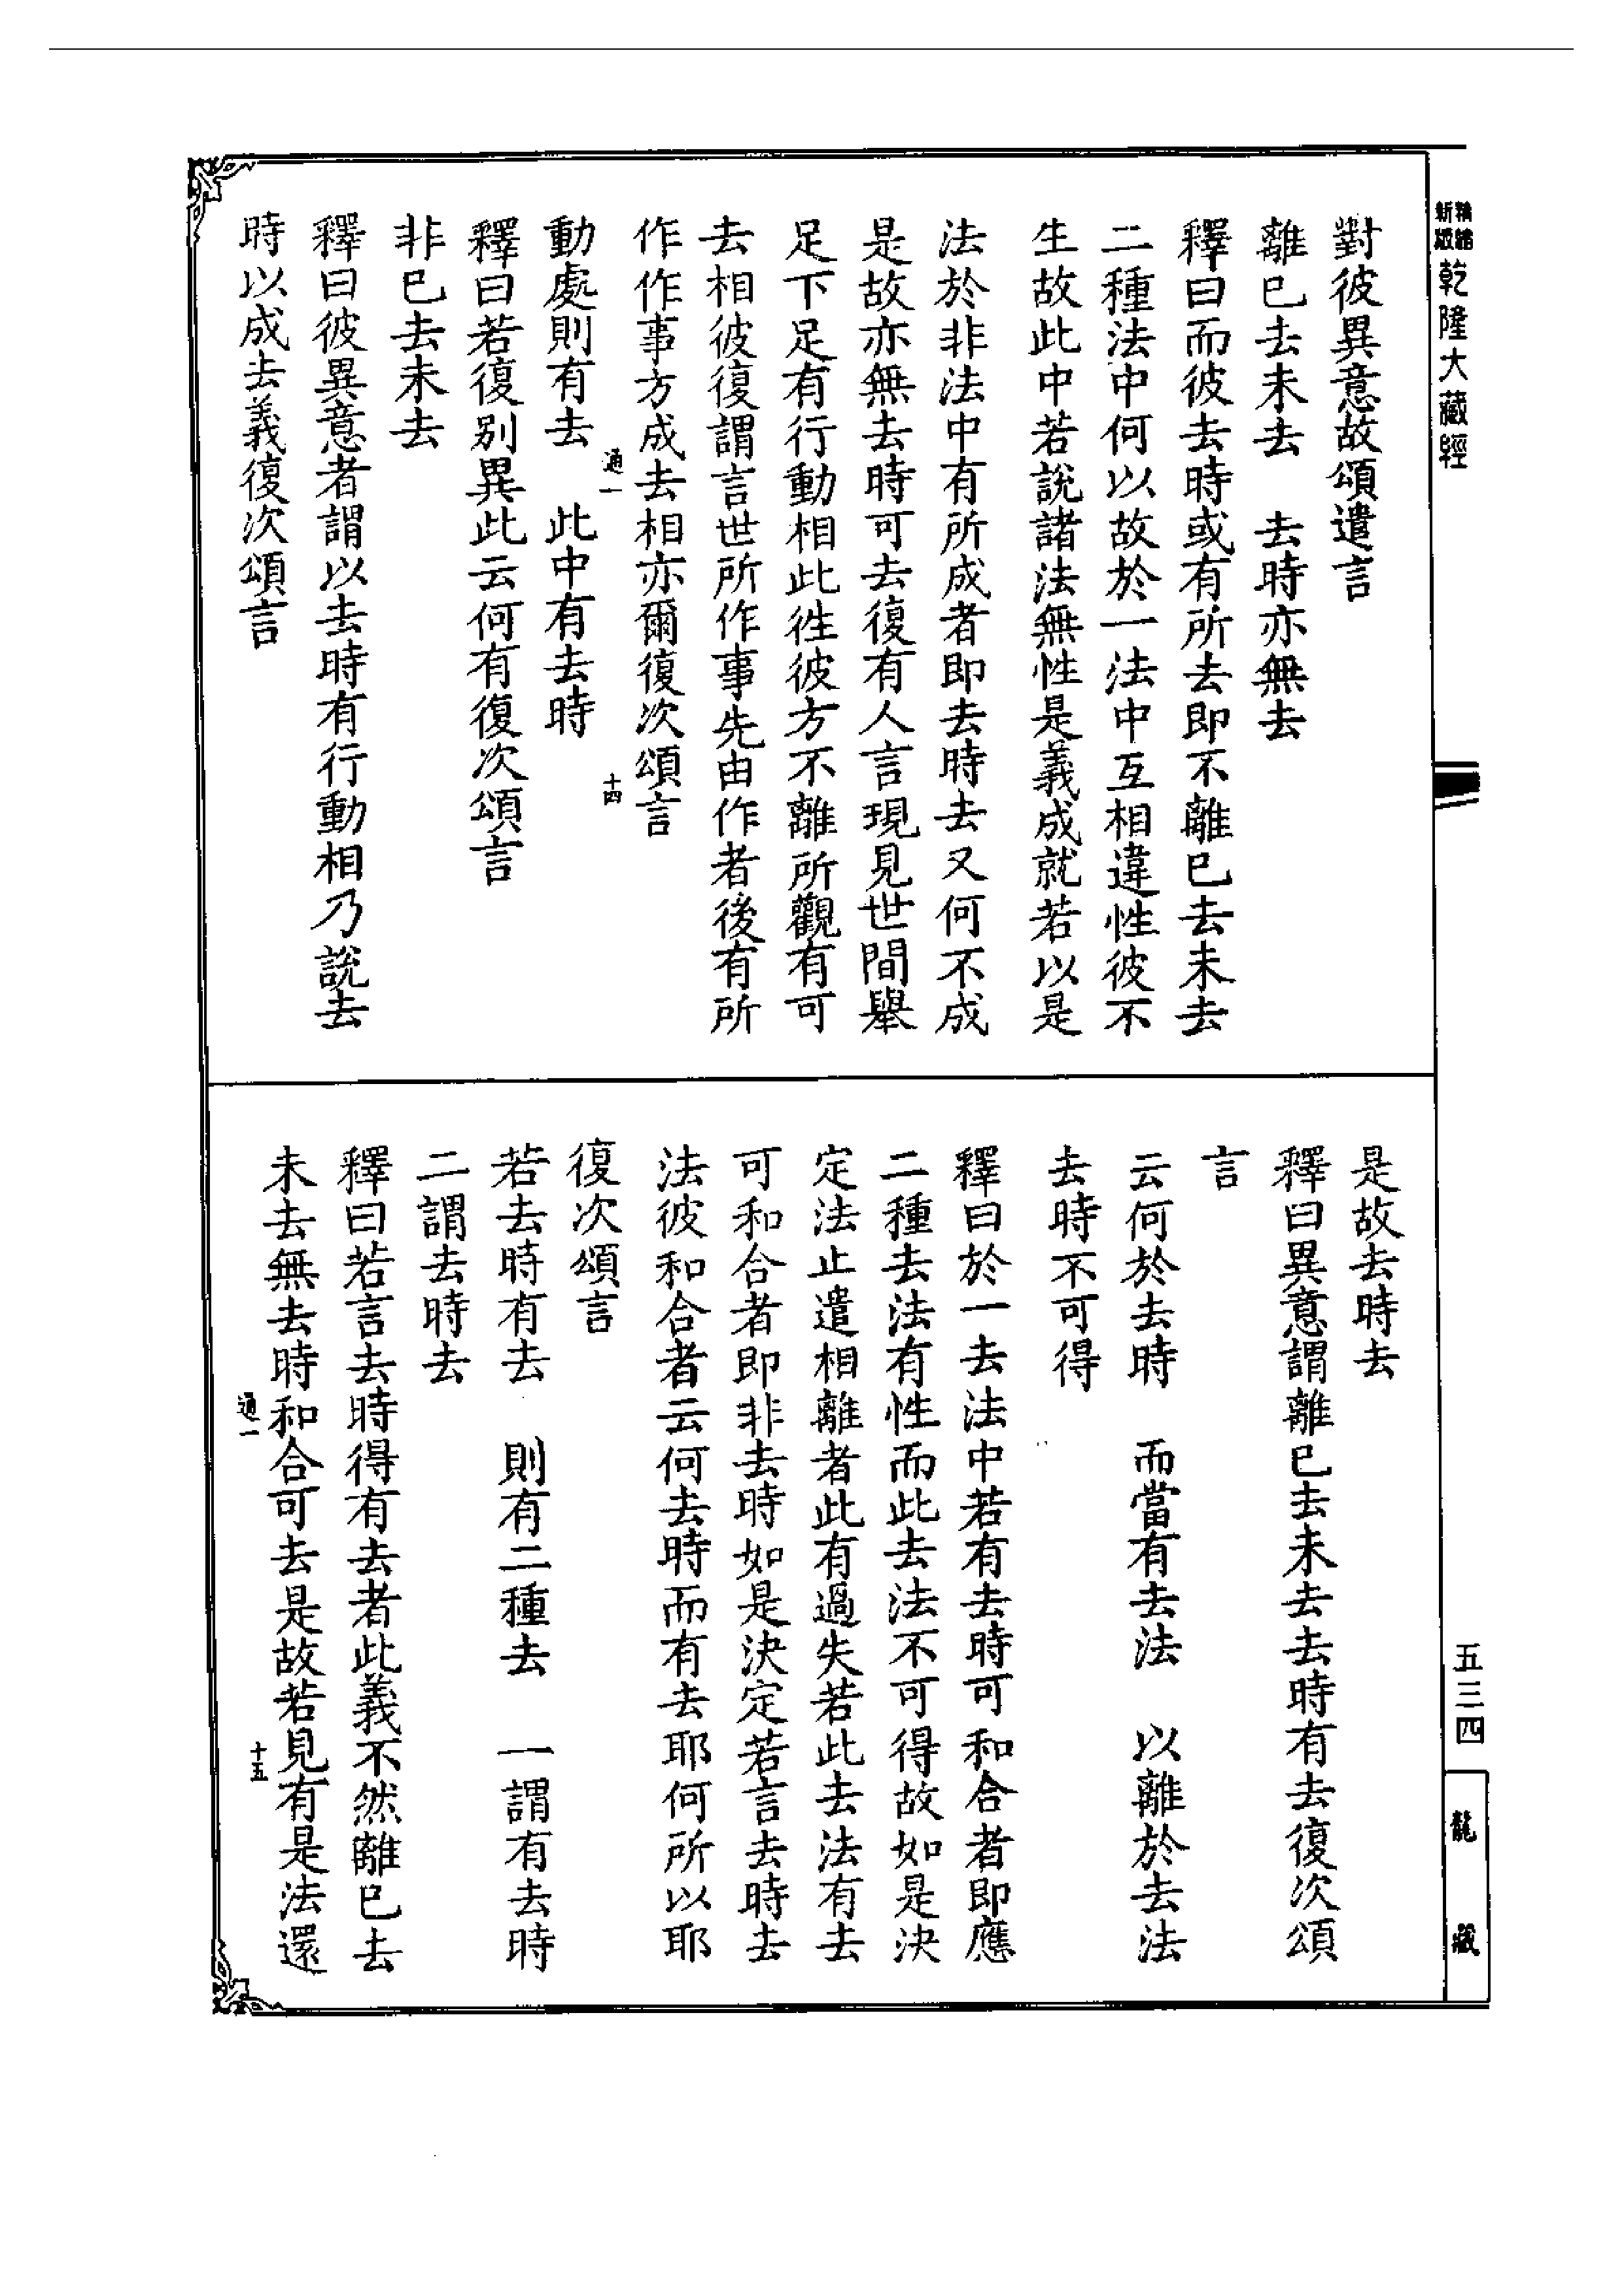 精縮新版
乾隆大藏經
對彼異意故頌遣言
離已去未去　去時亦無去
釋曰而彼去時或有所去即不離已去未去
二種法中何以故於一法中互相違性彼不
生故此中若說諸法無性是義成就若以是
法於非法中有所成者即去時去又何不成
是故亦無去時可去復有人言現見世間舉
足下足有行動相此徃彼方不離所觀有可
去相彼復謂言世所作事先由作者後有所
作作事方成去相亦爾復次頌言
通一
十四
動處則有去　此中有去時
釋曰若復別異此云何有復次頌言
非已去未去
釋曰彼異意者謂以去時有行動相乃說去
時以成去義復次頌言
是故去時去
釋曰異意謂離已去未去去時有去復次頌
言
云何於去時　而當有去法　以離於去法
去時不可得
釋曰於一去法中若有去時可和合者即應
二種去法有性而此去法不可得故如是決
定法止遣相離者此有過失若此去法有去
可和合者即非去時如是決定若言去時去
法彼和合者云何去時而有去耶何所以耶
復次頌言
若去時有去　則有二種去　一謂有去時
二謂去時去
釋曰若言去時得有去者此義不然離已去
未去無去時和合可去是故若見有是法還
通一
十五
五三四
龍藏